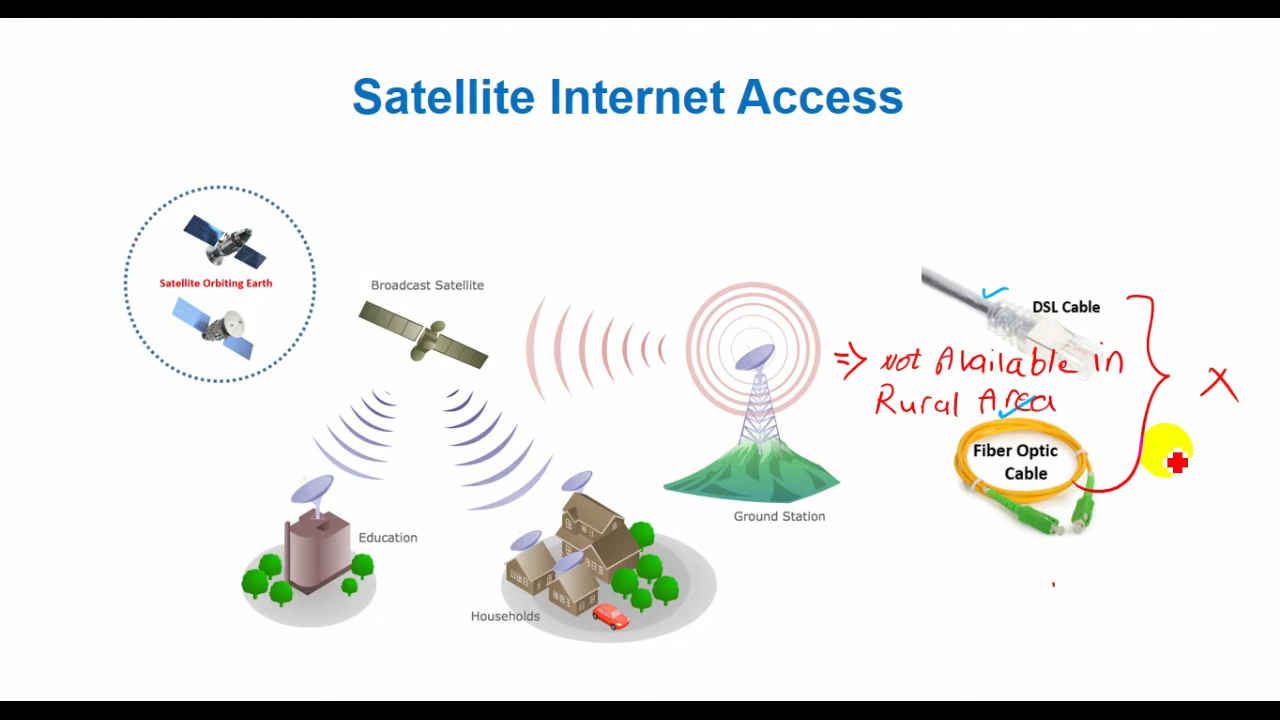 Satellite Internet Access
Satellite Orbiting Earth
Broadcast Satellite
DSL Cable
=> not Available in
Rural Area
X
Fiber Optic
Cable
Ground Station
Education
Households